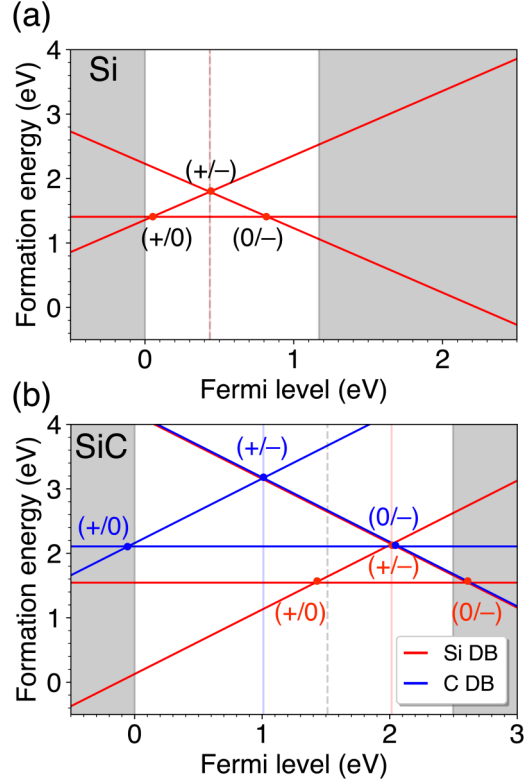 (a)
Si
4
3
2
1
0
Formation energy (eV)
(+/–)
(+/0)
(0/–)
0 1 2
Fermi level (eV)
(b)
SiC
4
3
2
1
0
Formation energy (eV)
(+/–)
(+/0)
(0/–)
(+/–)
(+/0)
(0/–)
Si DB
C DB
0 1 2 3
Fermi level (eV)